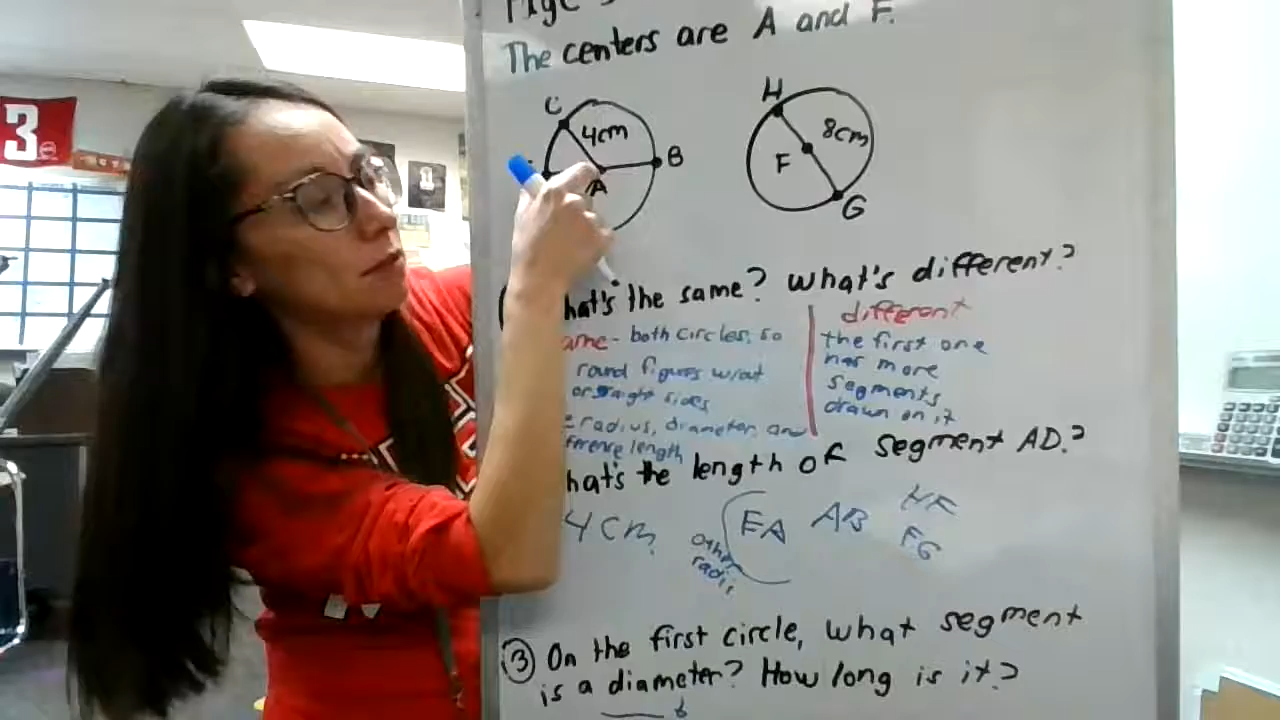 The centers are A and F.
C
4cm
B
A
H
8cm
F
G
hat's the same? What's different?
ame - both circles, so
round figures w/out
straight sides
radius, diameter, and
ference length
different
the first one
has more
segments
drawn on it
hat's the length of segment AD?
4cm
Other
radii
EA AB HF
FG
③ On the first circle, what segment
is a diameter? How long is it?
3